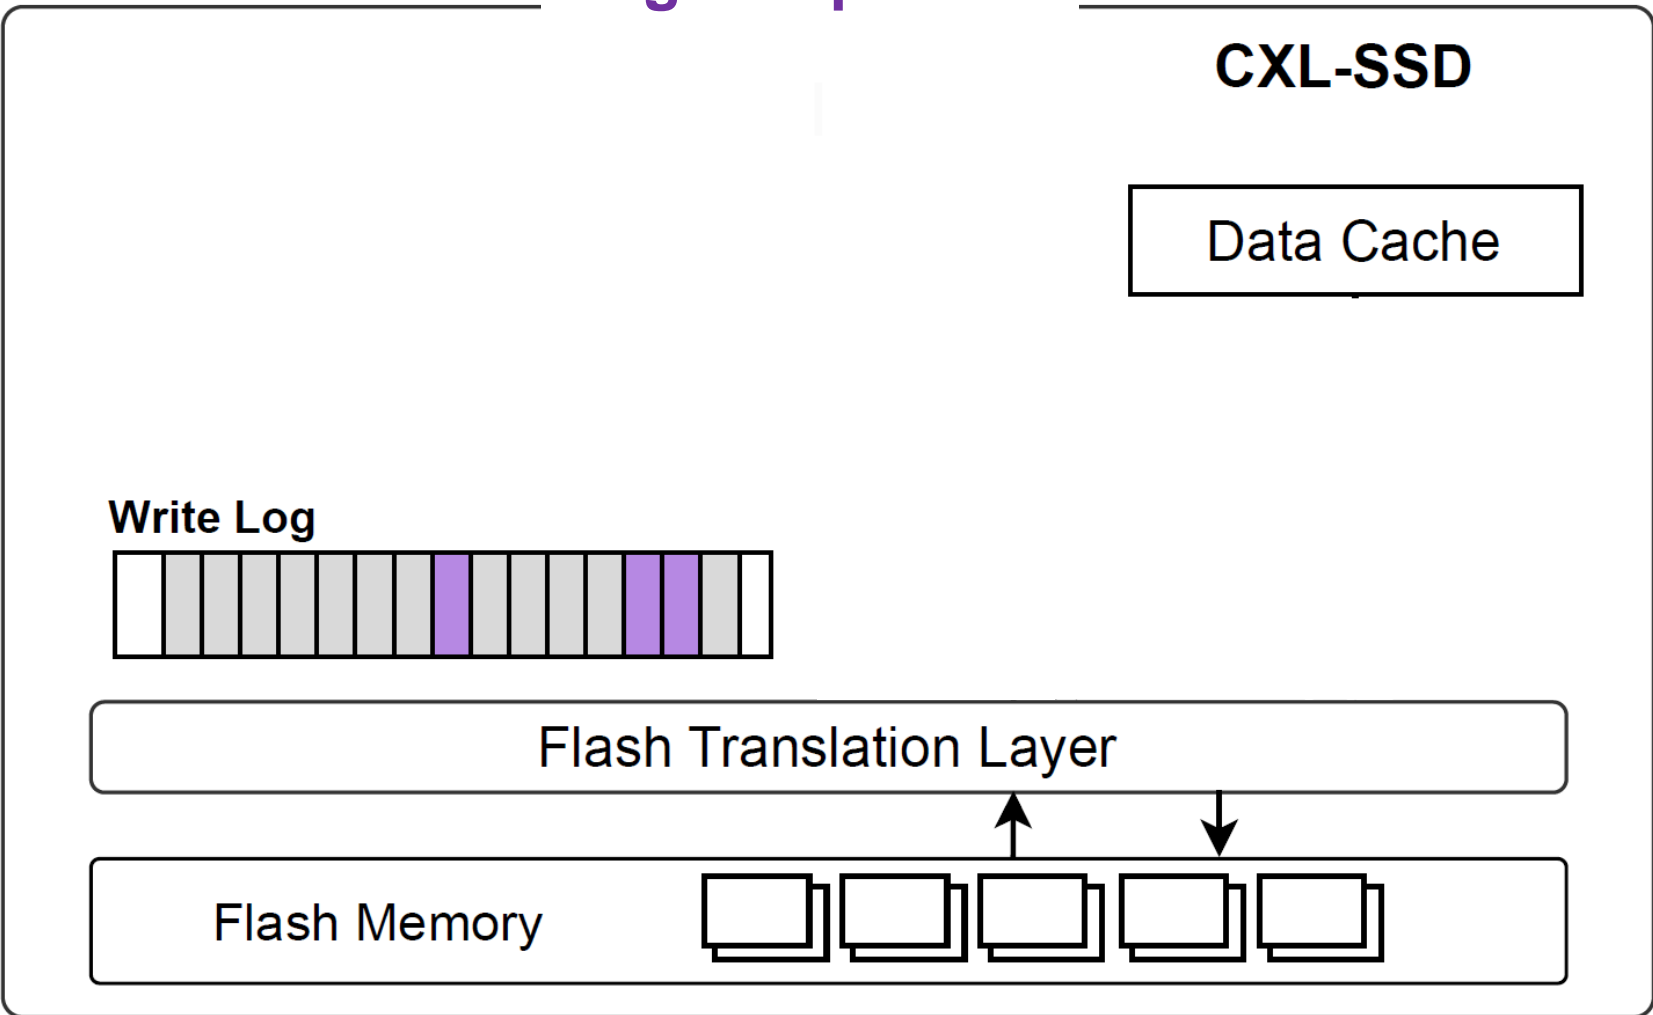 CXL-SSD
Data Cache
Write Log
Flash Translation Layer
Flash Memory